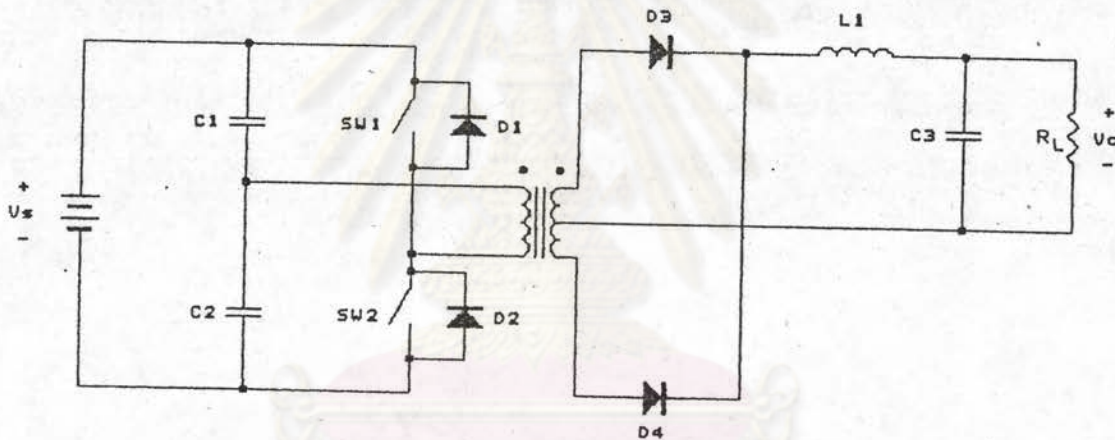 D3
L1
C1
SW1
D1
C3
RL
+
Vo
-
+
Vs
-
C2
SW2
D2
D4